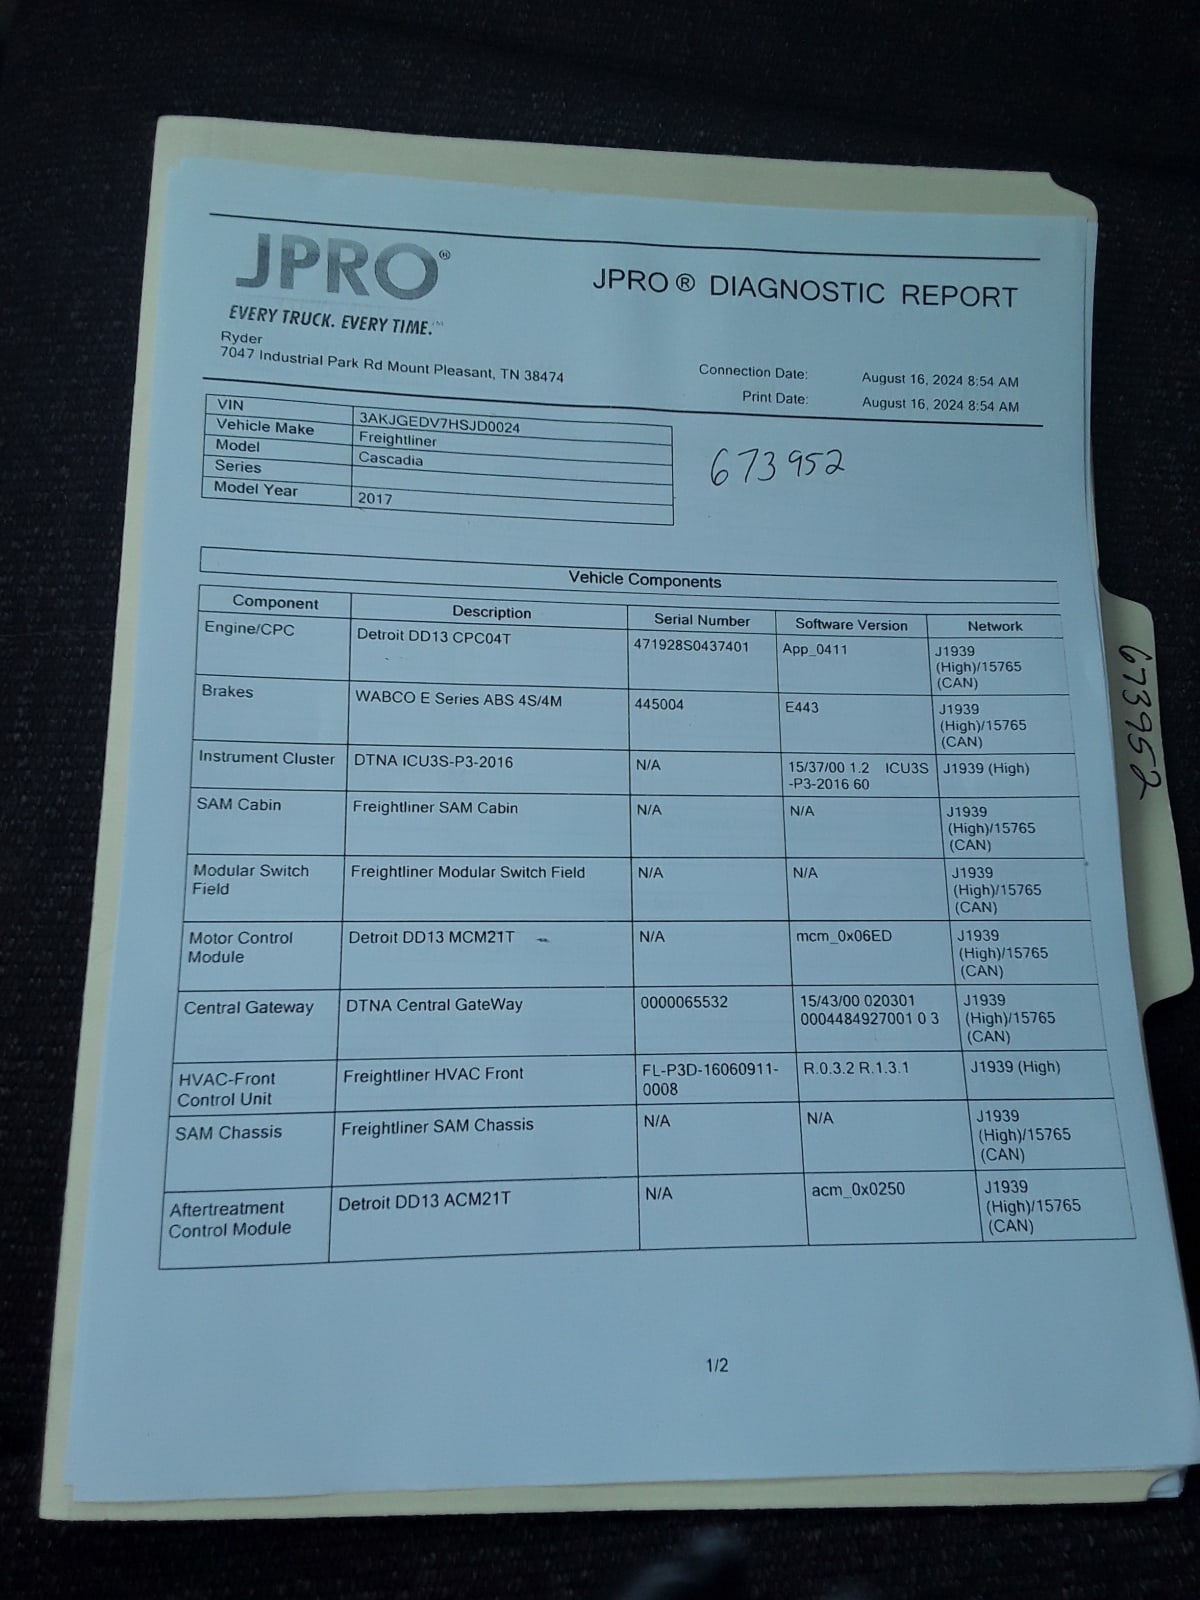 JPRO®
EVERY TRUCK. EVERY TIME.™
JPRO® DIAGNOSTIC REPORT
Ryder
7047 Industrial Park Rd Mount Pleasant, TN 38474
Connection Date: August 16, 2024 8:54 AM
Print Date: August 16, 2024 8:54 AM
VIN 3AKJGEDV7HSJD0024
Vehicle Make Freightliner
Model Cascadia
Series
Model Year 2017
673952
Vehicle Components
Component Description Serial Number Software Version Network
Engine/CPC Detroit DD13 CPC04T 471928S0437401 App_0411 J1939
(High)/15765
(CAN)
Brakes WABCO E Series ABS 4S/4M 445004 E443 J1939
(High)/15765
(CAN)
Instrument Cluster DTNA ICU3S-P3-2016 N/A 15/37/00 1.2 ICU3S J1939 (High)
-P3-2016 60
SAM Cabin Freightliner SAM Cabin N/A N/A J1939
(High)/15765
(CAN)
Modular Switch Freightliner Modular Switch Field N/A N/A J1939
Field (High)/15765
(CAN)
Motor Control Detroit DD13 MCM21T N/A mcm_0x06ED J1939
Module (High)/15765
(CAN)
Central Gateway DTNA Central GateWay 0000065532 15/43/00 020301 J1939
0004484927001 0 3 (High)/15765
(CAN)
HVAC-Front Freightliner HVAC Front FL-P3D-16060911- R.0.3.2 R.1.3.1 J1939 (High)
Control Unit 0008
SAM Chassis Freightliner SAM Chassis N/A N/A J1939
(High)/15765
(CAN)
Aftertreatment Detroit DD13 ACM21T N/A acm_0x0250 J1939
Control Module (High)/15765
(CAN)
1/2
673952